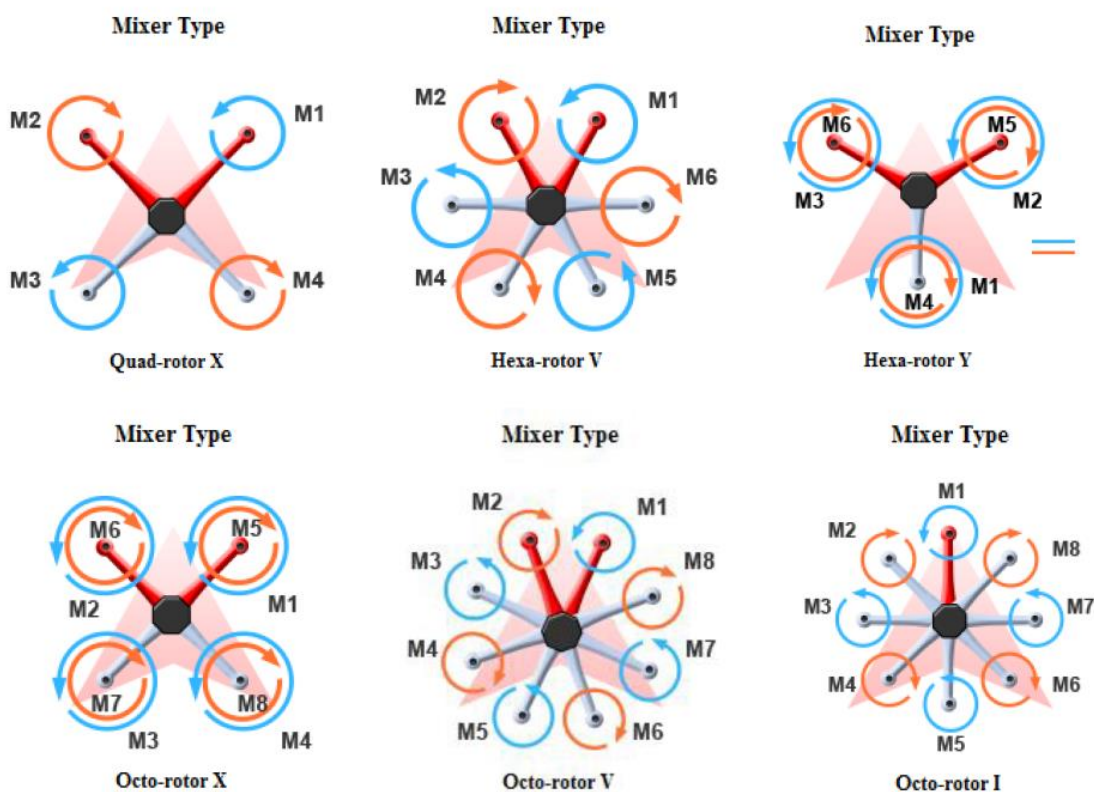 Mixer Type
M2
M1
M3
M4
Quad-rotor X
Mixer Type
M2
M1
M3
M6
M4
M5
Hexa-rotor V
Mixer Type
M6
M5
M3
M2
M4
M1
Hexa-rotor Y
Mixer Type
M6
M5
M2
M1
M7
M8
M3
M4
Octo-rotor X
Mixer Type
M2
M1
M3
M8
M4
M7
M5
M6
Octo-rotor V
Mixer Type
M1
M2
M8
M3
M7
M4
M6
M5
Octo-rotor I